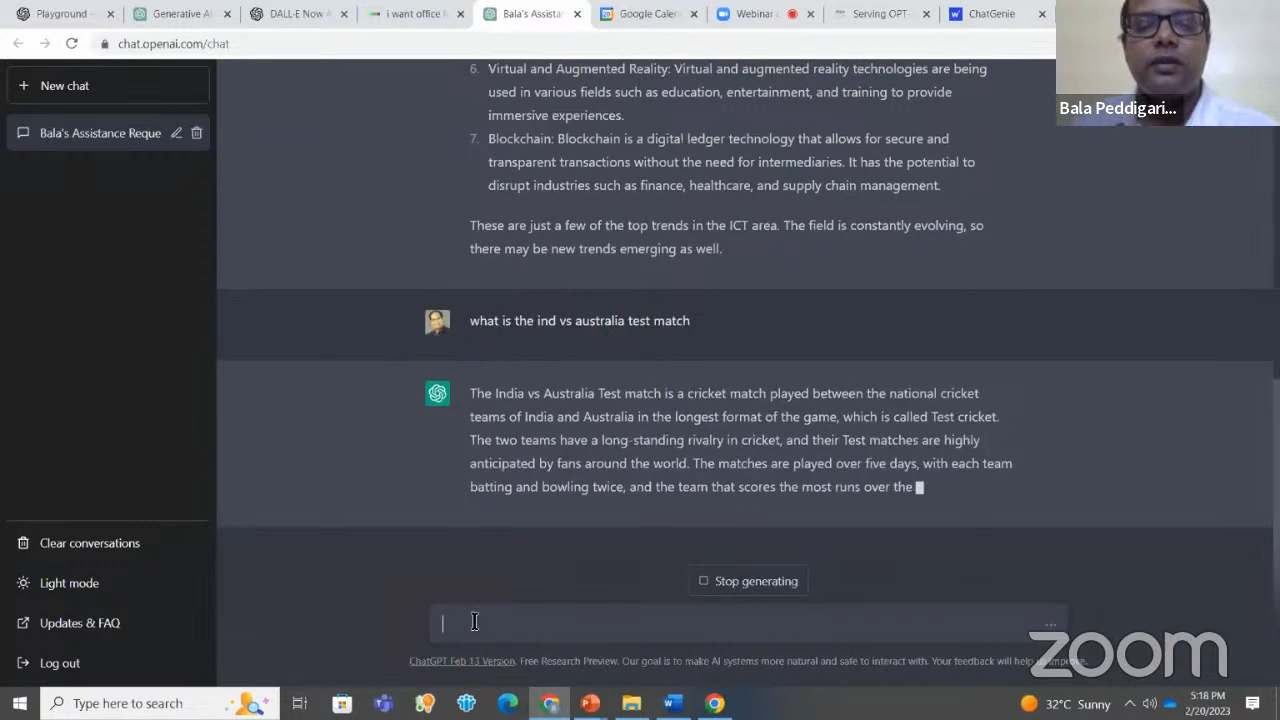 Playground -
Generative AI
DALL·E Now A
i want office F
Bala's Assistan
Google Calen
Webinar
Serving OPT-
ChatGenie
chat.openai.com/chat
New chat
Bala's Assistance Reque
Bala Peddigari...
6. Virtual and Augmented Reality: Virtual and augmented reality technologies are being
used in various fields such as education, entertainment, and training to provide
immersive experiences.
7. Blockchain: Blockchain is a digital ledger technology that allows for secure and
transparent transactions without the need for intermediaries. It has the potential to
disrupt industries such as finance, healthcare, and supply chain management.
These are just a few of the top trends in the ICT area. The field is constantly evolving, so
there may be new trends emerging as well.
what is the ind vs australia test match
The India vs Australia Test match is a cricket match played between the national cricket
teams of India and Australia in the longest format of the game, which is called Test cricket.
The two teams have a long-standing rivalry in cricket, and their Test matches are highly
anticipated by fans around the world. The matches are played over five days, with each team
batting and bowling twice, and the team that scores the most runs over the
Clear conversations
Light mode
Updates & FAQ
Log out
Stop generating
ChatGPT Feb 13 Version. Free Research Preview. Our goal is to make AI systems more natural and safe to interact with. Your feedback will help us improve.
zoom
Type here to search
32°C Sunny
5:18 PM
2/20/2023